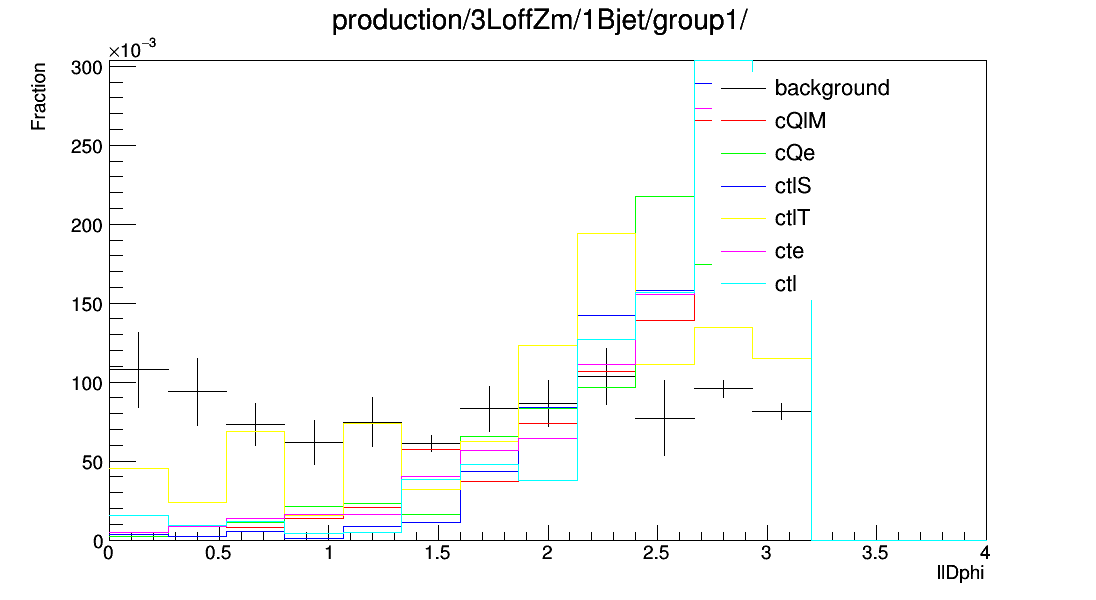 production/3LoffZm/1Bjet/group1/
×10⁻³
Fraction
300
250
200
150
100
50
0
background
cQlM
cQe
ctlS
ctlT
cte
ctl
0 0.5 1 1.5 2 2.5 3 3.5 4
llDphi